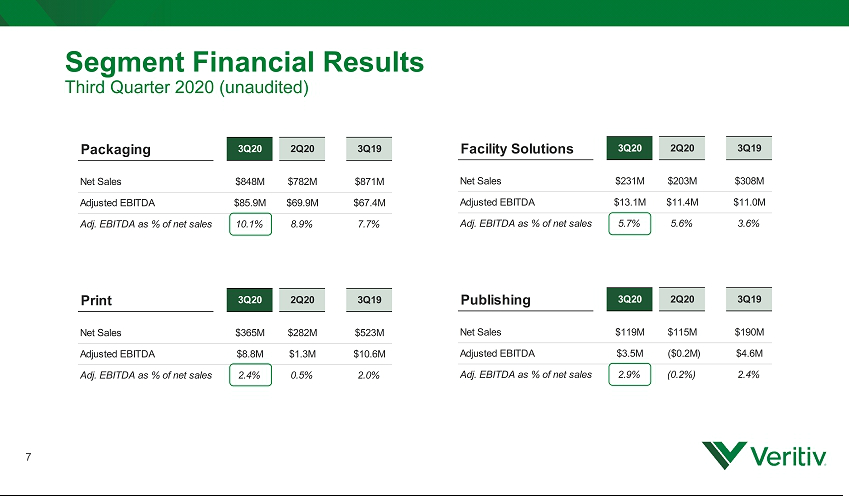 Segment Financial Results
Third Quarter 2020 (unaudited)
Packaging 3Q20 2Q20 3Q19
Net Sales $848M $782M $871M
Adjusted EBITDA $85.9M $69.9M $67.4M
Adj. EBITDA as % of net sales 10.1% 8.9% 7.7%
Facility Solutions 3Q20 2Q20 3Q19
Net Sales $231M $203M $308M
Adjusted EBITDA $13.1M $11.4M $11.0M
Adj. EBITDA as % of net sales 5.7% 5.6% 3.6%
Print 3Q20 2Q20 3Q19
Net Sales $365M $282M $523M
Adjusted EBITDA $8.8M $1.3M $10.6M
Adj. EBITDA as % of net sales 2.4% 0.5% 2.0%
Publishing 3Q20 2Q20 3Q19
Net Sales $119M $115M $190M
Adjusted EBITDA $3.5M ($0.2M) $4.6M
Adj. EBITDA as % of net sales 2.9% (0.2%) 2.4%
7
Veritiv